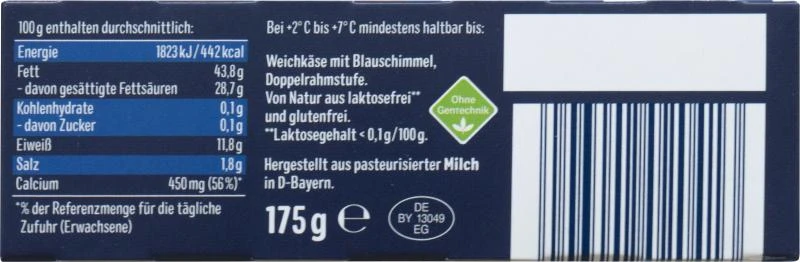 100 g enthalten durchschnittlich:
Energie 1823 kJ / 442 kcal
Fett 43,8 g
- davon gesättigte Fettsäuren 28,7 g
Kohlenhydrate 0,1 g
- davon Zucker 0,1 g
Eiweiß 11,8 g
Salz 1,8 g
Calcium 450 mg (56%)*
*% der Referenzmenge für die tägliche
Zufuhr (Erwachsene)
Bei +2°C bis +7°C mindestens haltbar bis:
Weichkäse mit Blauschimmel,
Doppelrahmstufe.
Von Natur aus laktosefrei**
und glutenfrei.
**Laktosegehalt < 0,1 g/100 g.
Ohne
Gentechnik
Hergestellt aus pasteurisierter Milch
in D-Bayern.
175 g ℮
DE
BY 13049
EG